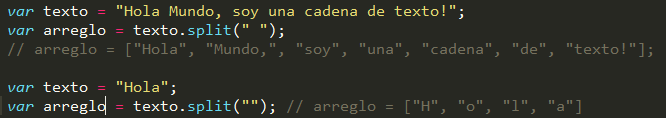 var texto = "Hola Mundo, soy una cadena de texto!";
var arreglo = texto.split(" ");
// arreglo = ["Hola", "Mundo,", "soy", "una", "cadena", "de", "texto!"];
var texto = "Hola";
var arreglo = texto.split(""); // arreglo = ["H", "o", "l", "a"]